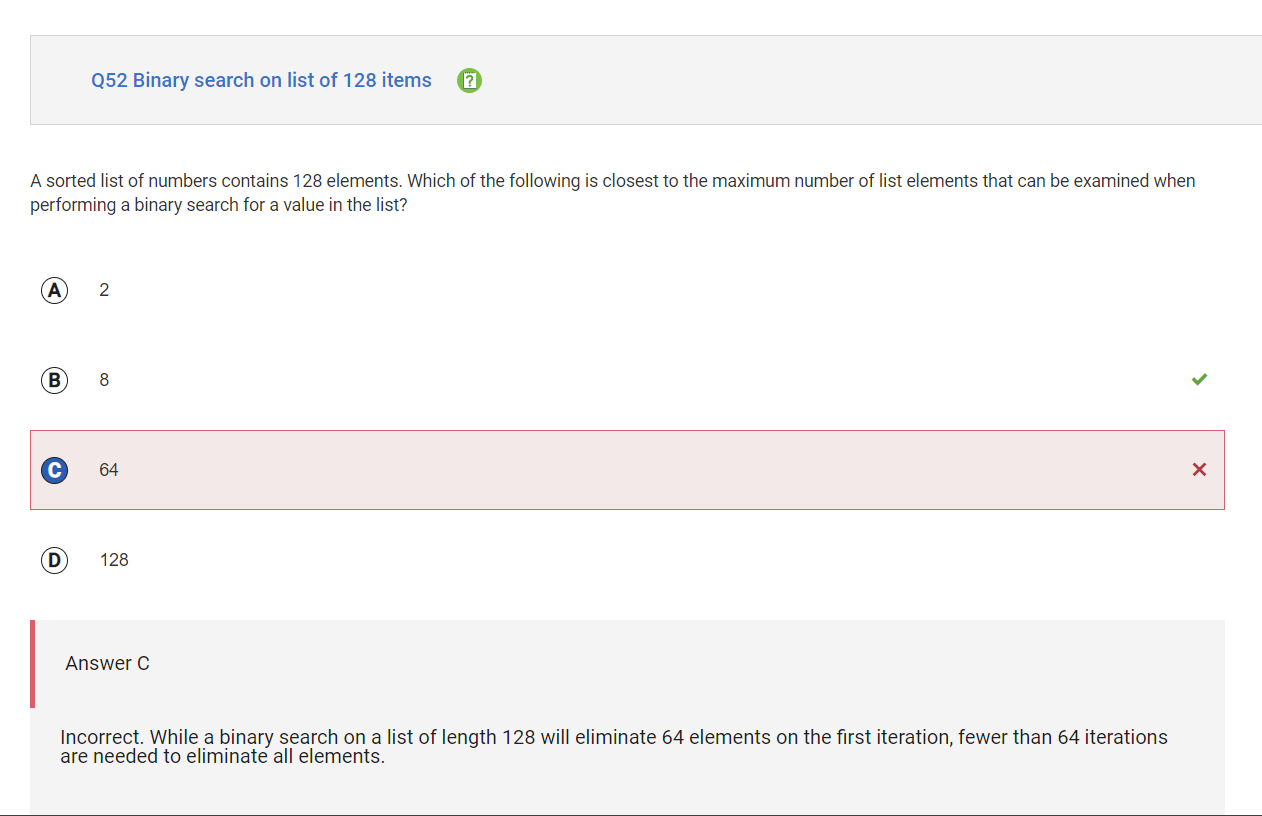 Q52 Binary search on list of 128 items
A sorted list of numbers contains 128 elements. Which of the following is closest to the maximum number of list elements that can be examined when
performing a binary search for a value in the list?
A 2
B 8
C 64
D 128
Answer C
Incorrect. While a binary search on a list of length 128 will eliminate 64 elements on the first iteration, fewer than 64 iterations
are needed to eliminate all elements.